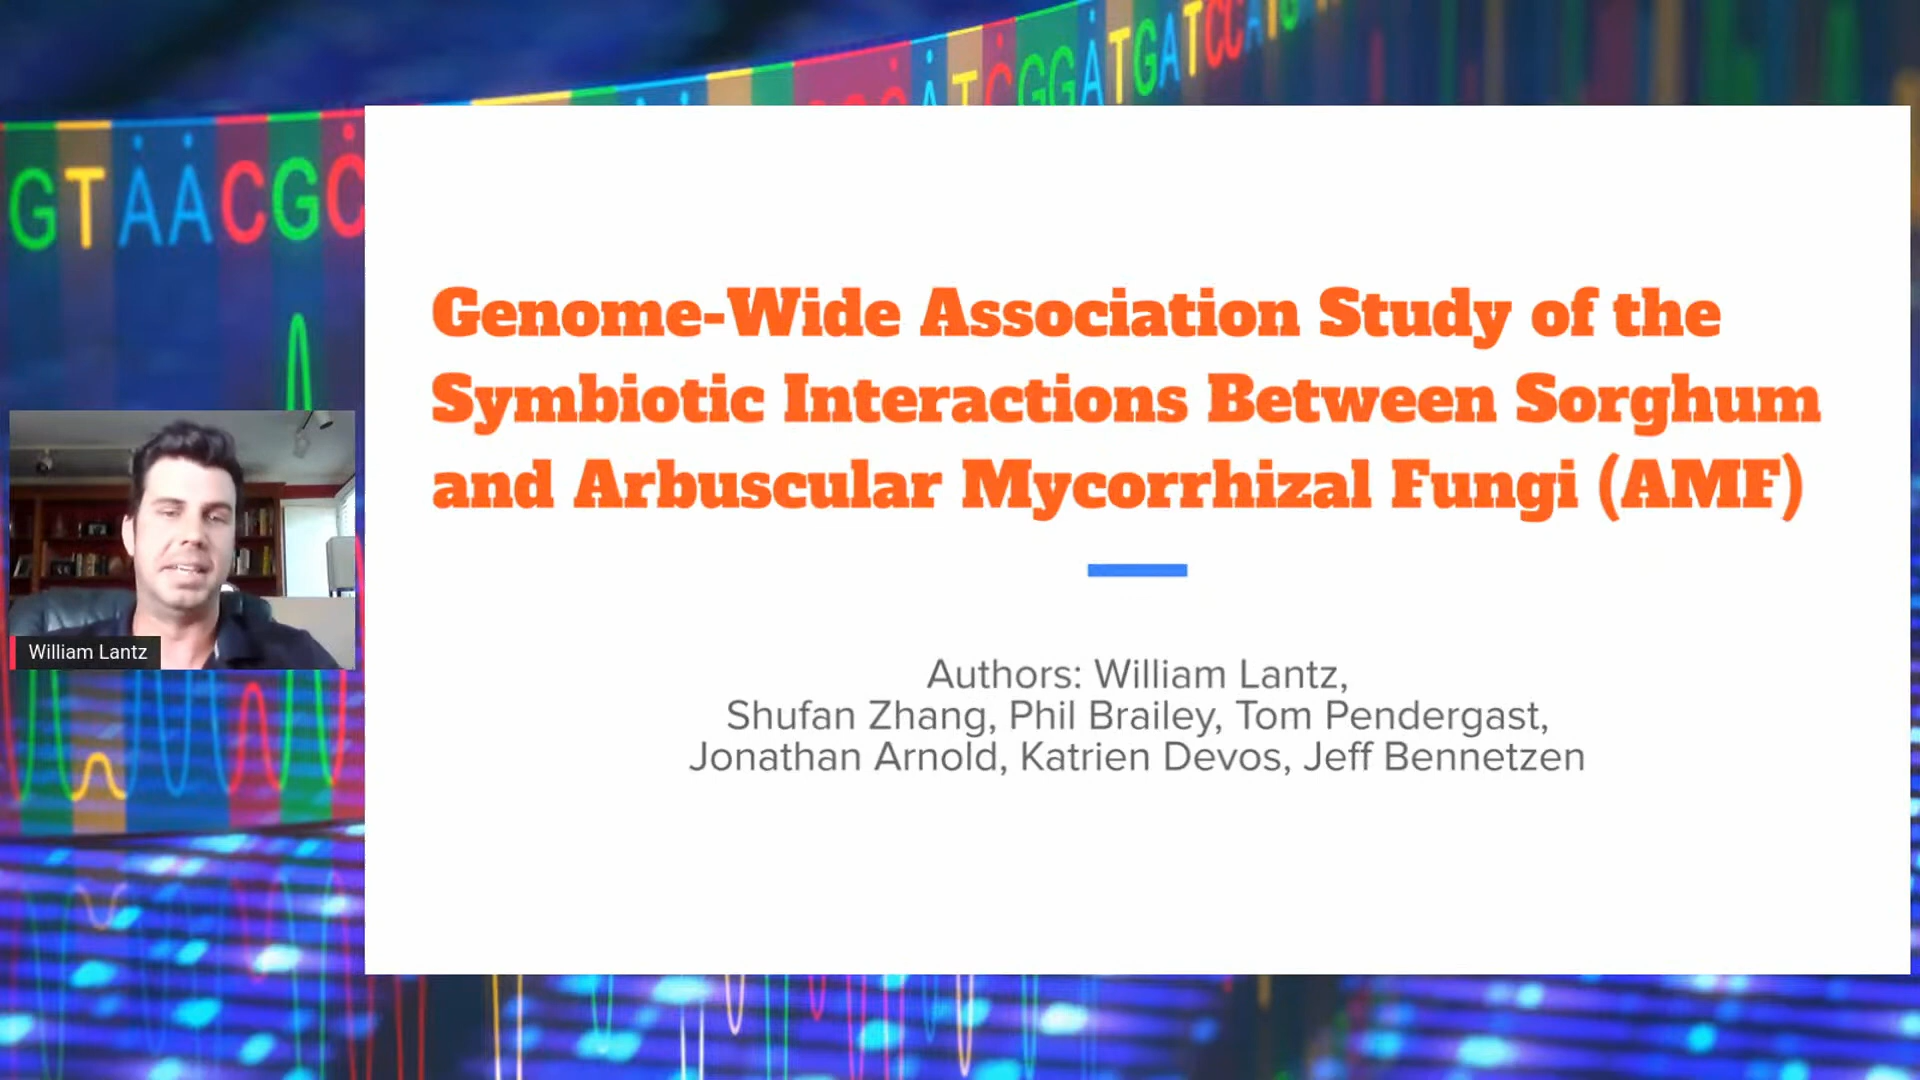 GTAACGC
ATCGGATGATCCATG
Genome-Wide Association Study of the
Symbiotic Interactions Between Sorghum
and Arbuscular Mycorrhizal Fungi (AMF)
William Lantz
Authors: William Lantz,
Shufan Zhang, Phil Brailey, Tom Pendergast,
Jonathan Arnold, Katrien Devos, Jeff Bennetzen